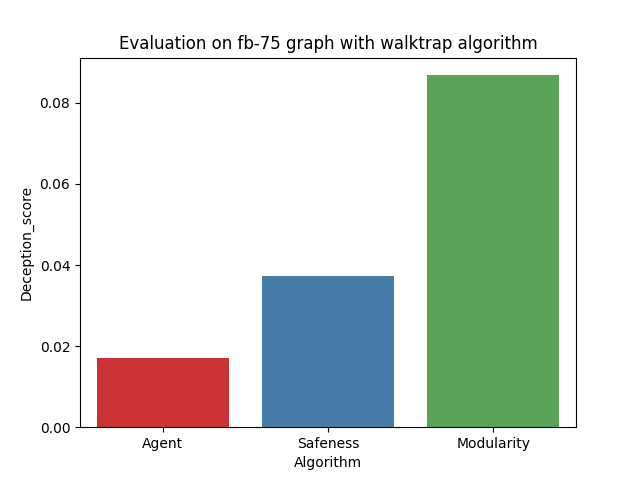 Evaluation on fb-75 graph with walktrap algorithm
Deception_score
0.08
0.06
0.04
0.02
0.00
Agent
Safeness
Modularity
Algorithm